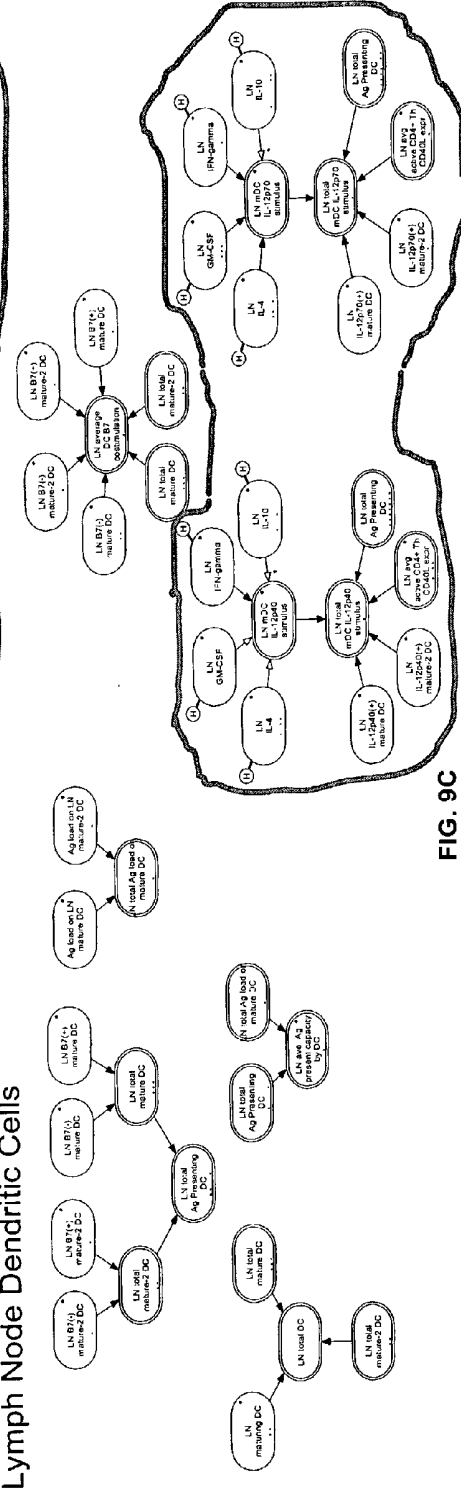 Lymph Node Dendritic Cells
LN B7(-)
mature-2 DC
LN B7(+)
mature-2 DC
LN B7(-)
mature DC
LN B7(+)
mature DC
LN total
mature-2 DC
LN total
mature DC
LN total
Ag Presenting
DC
Ag load on LN
mature DC
Ag load on LN
mature-2 DC
LN total Ag load of
mature DC
LN
maturing DC
LN total
mature DC
LN total DC
LN total
mature-2 DC
LN total
Ag Presenting
DC
LN total Ag load of
mature DC
LN ave. Ag
present capacity
by DC
LN B7(+)
mature-2 DC
LN B7(-)
mature-2 DC
LN B7(-)
mature DC
LN B7(+)
mature DC
LN average
DC B7
costimulation
LN total
mature DC
LN total
mature-2 DC
H
LN
GM-CSF
H
LN
IFN-gamma
H
LN
IL-4
H
LN
IL-10
LN mDC
IL-12p40
stimulus
LN total
mDC IL-12p40
stimulus
LN
IL-12p40(+)
mature DC
LN
IL-12p40(+)
mature-2 DC
LN avg
active CD4+ Th
CD40L expr
LN total
Ag Presenting
DC
H
LN
GM-CSF
H
LN
IFN-gamma
H
LN
IL-4
H
LN
IL-10
LN mDC
IL-12p70
stimulus
LN total
mDC IL-12p70
stimulus
LN
IL-12p70(+)
mature DC
LN
IL-12p70(+)
mature-2 DC
LN avg
active CD4+ Th
CD40L expr
LN total
Ag Presenting
DC
FIG. 9C